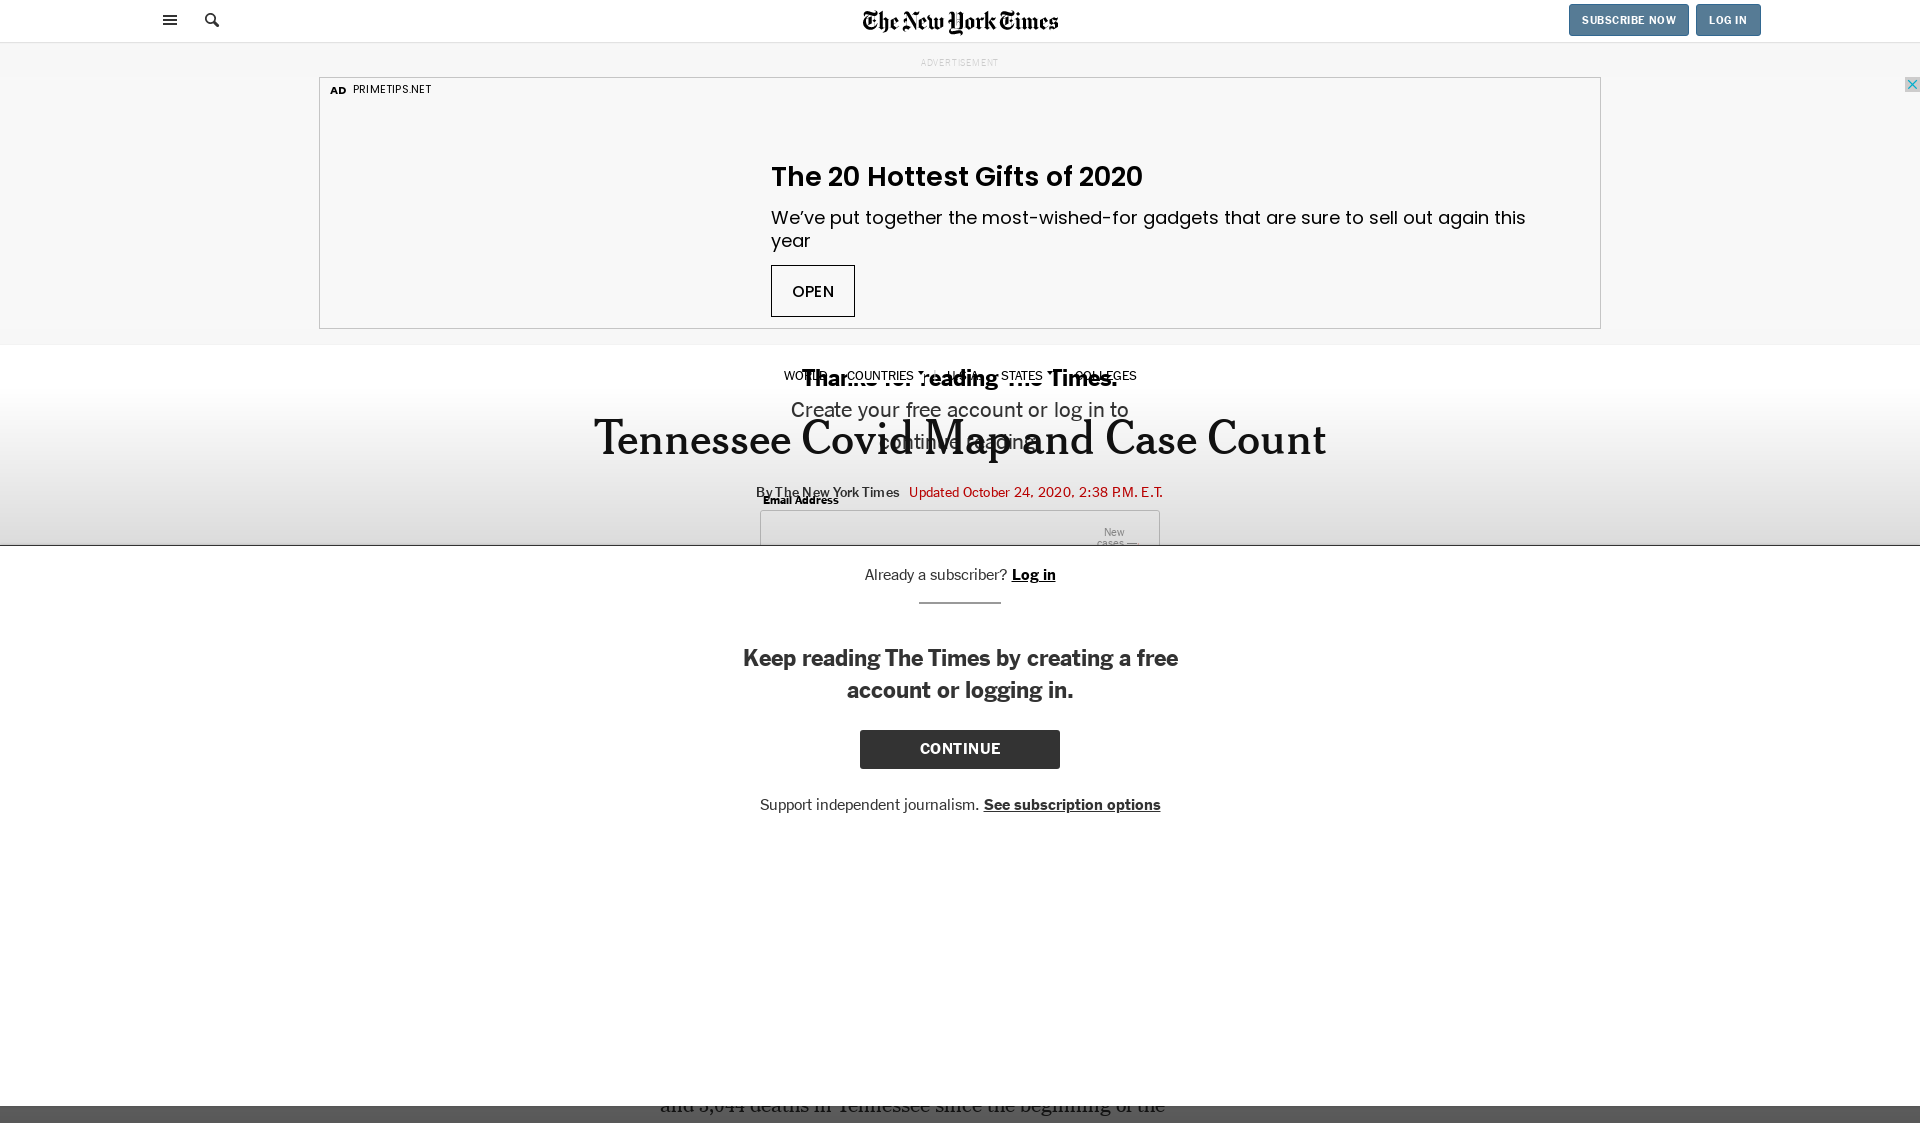 The New York Times
SUBSCRIBE NOW
LOG IN
ADVERTISEMENT
AD PRIMETIPS.NET
The 20 Hottest Gifts of 2020
We’ve put together the most-wished-for gadgets that are sure to sell out again this
year
OPEN
WORLD COUNTRIES U.S.A. STATES COLLEGES
Thanks for reading The Times.
Create your free account or log in to
continue reading.
Tennessee Covid Map and Case Count
By The New York Times Updated October 24, 2020, 2:38 P.M. E.T.
Email Address
New
cases —
Already a subscriber? Log in
Keep reading The Times by creating a free
account or logging in.
CONTINUE
Support independent journalism. See subscription options
and 3,044 deaths in Tennessee since the beginning of the